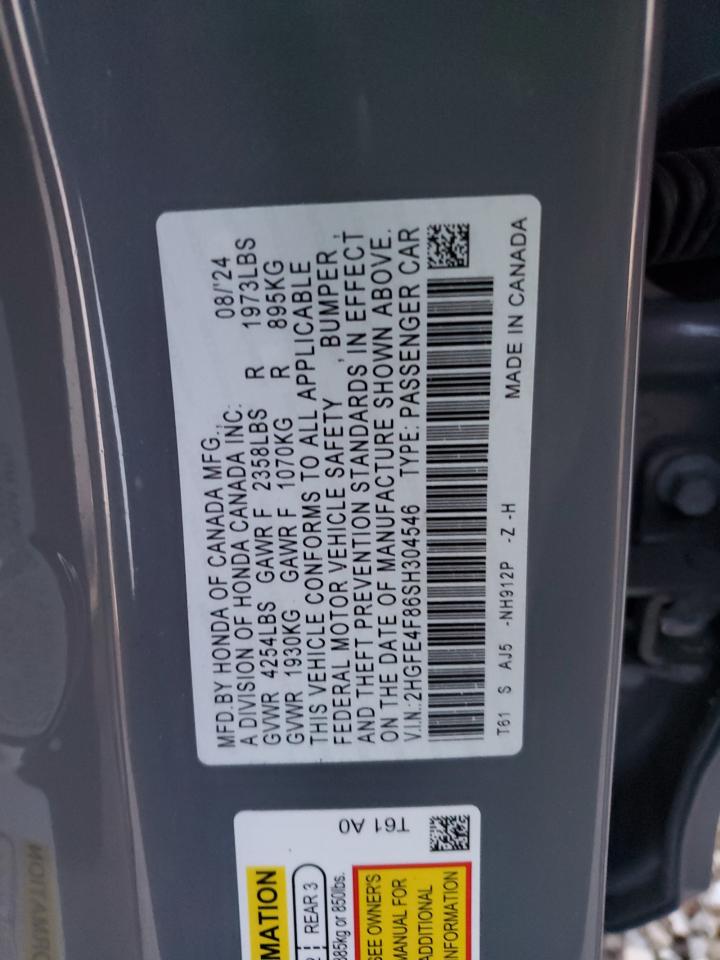 MFD.BY HONDA OF CANADA MFG., 08/'24
A DIVISION OF HONDA CANADA INC.
GVWR 4254LBS GAWR F 2358LBS R 1973LBS
GVWR 1930KG GAWR F 1070KG R 895KG
THIS VEHICLE CONFORMS TO ALL APPLICABLE
FEDERAL MOTOR VEHICLE SAFETY , BUMPER ,
AND THEFT PREVENTION STANDARDS IN EFFECT
ON THE DATE OF MANUFACTURE SHOWN ABOVE.
V.I.N.:2HGFE4F86SH304546 TYPE: PASSENGER CAR
T61 S AJ5 -NH912P -Z -H
MADE IN CANADA
T61 A0
MATION
REAR 3
385kg or 850lbs.
SEE OWNER'S
MANUAL FOR
ADDITIONAL
INFORMATION